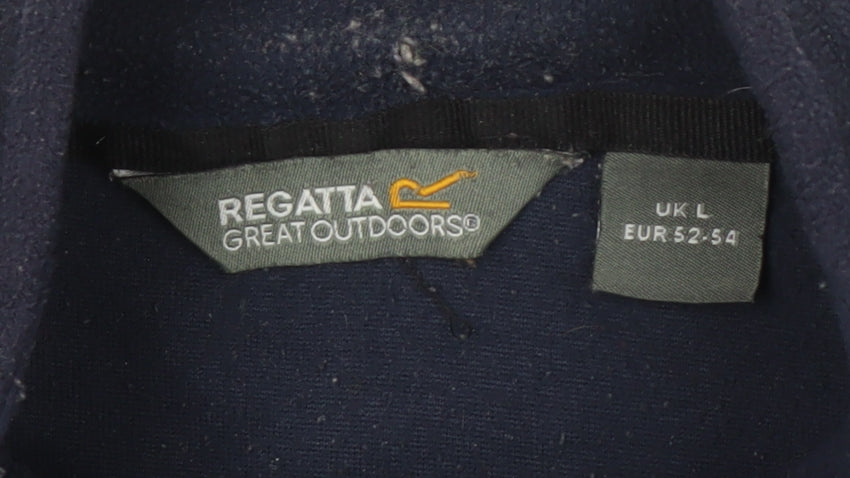 REGATTA
GREAT OUTDOORS®
UK L
EUR 52-54